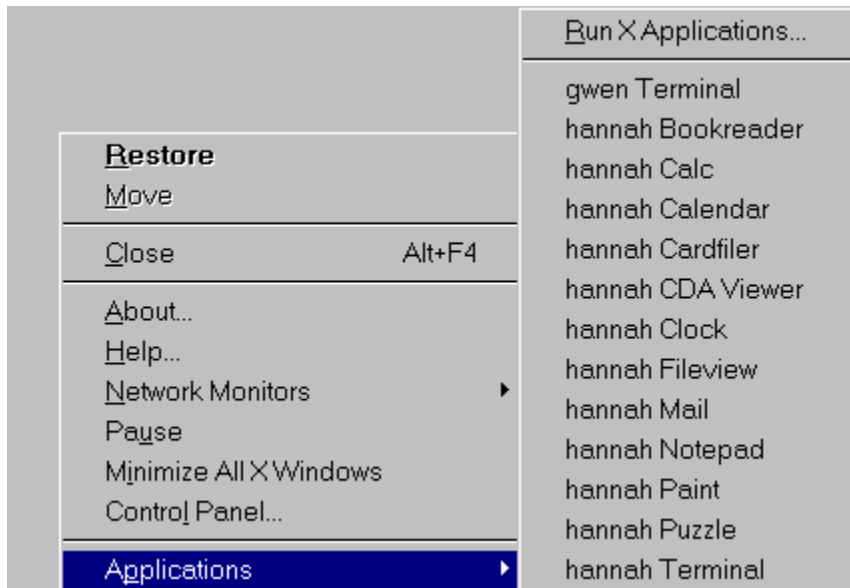 Restore
Move
Close Alt+F4
About...
Help...
Network Monitors
Pause
Minimize All X Windows
Control Panel...
Applications
Run X Applications...
gwen Terminal
hannah Bookreader
hannah Calc
hannah Calendar
hannah Cardfiler
hannah CDA Viewer
hannah Clock
hannah Fileview
hannah Mail
hannah Notepad
hannah Paint
hannah Puzzle
hannah Terminal